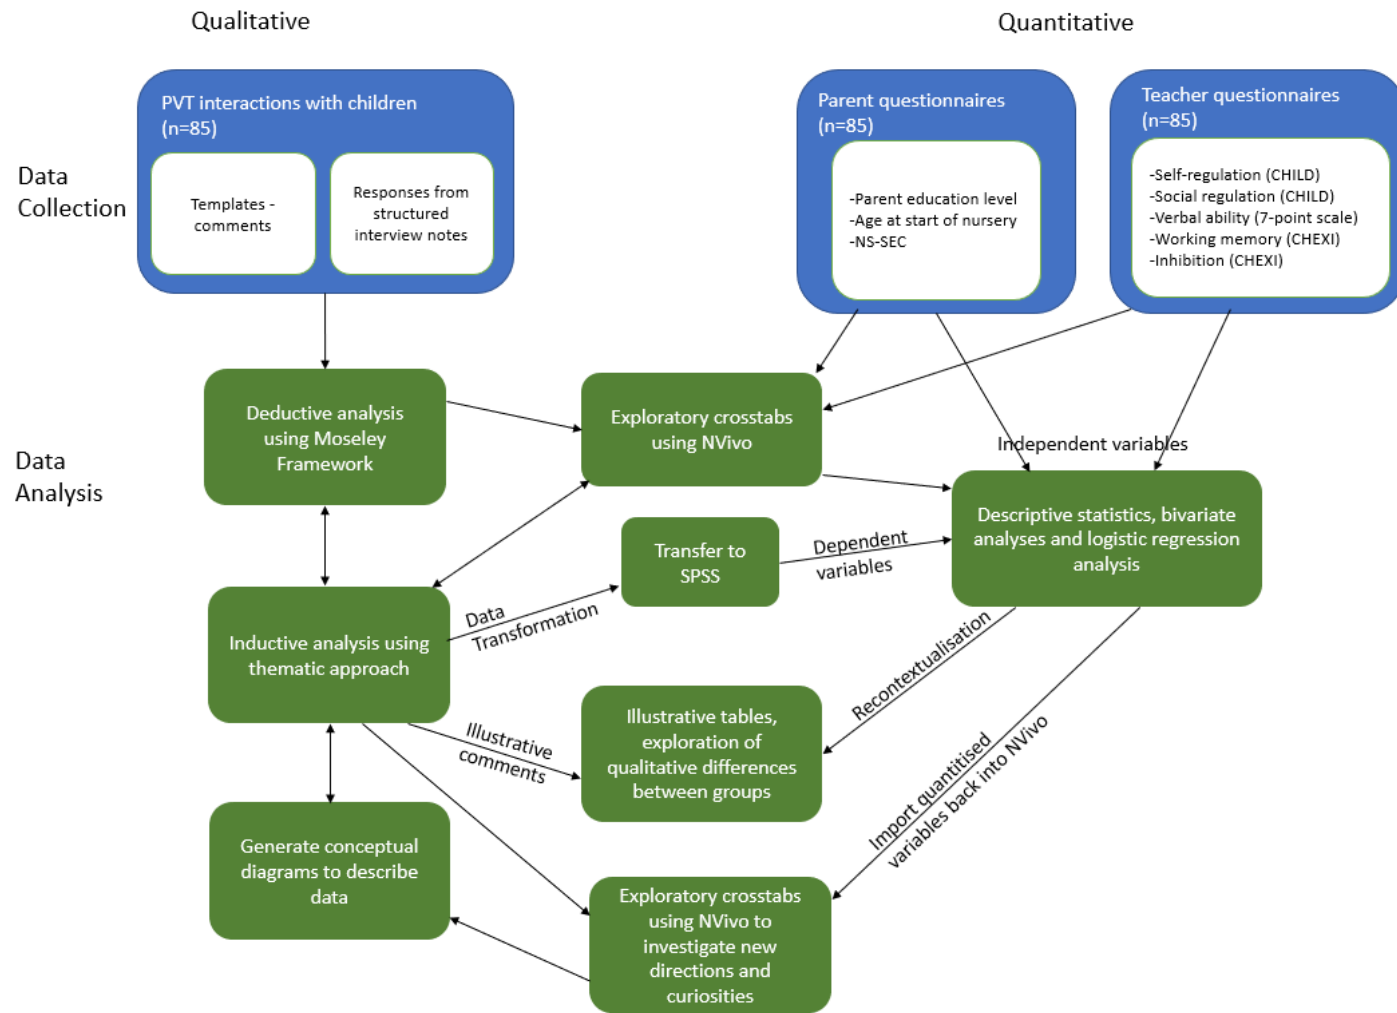 Qualitative
Quantitative
PVT interactions with children
(n=85)
Templates -
comments
Responses from
structured
interview notes
Parent questionnaires
(n=85)
-Parent education level
-Age at start of nursery
-NS-SEC
Teacher questionnaires
(n=85)
-Self-regulation (CHILD)
-Social regulation (CHILD)
-Verbal ability (7-point scale)
-Working memory (CHEXI)
-Inhibition (CHEXI)
Data
Collection
Data
Analysis
Deductive analysis
using Moseley
Framework
Exploratory crosstabs
using NVivo
Independent variables
Descriptive statistics, bivariate
analyses and logistic regression
analysis
Transfer to
SPSS
Dependent
variables
Inductive analysis using
thematic approach
Data
Transformation
Illustrative
comments
Illustrative tables,
exploration of
qualitative differences
between groups
Recontextualisation
Import quantitised
variables back into NVivo
Generate conceptual
diagrams to describe
data
Exploratory crosstabs
using NVivo to
investigate new
directions and
curiosities